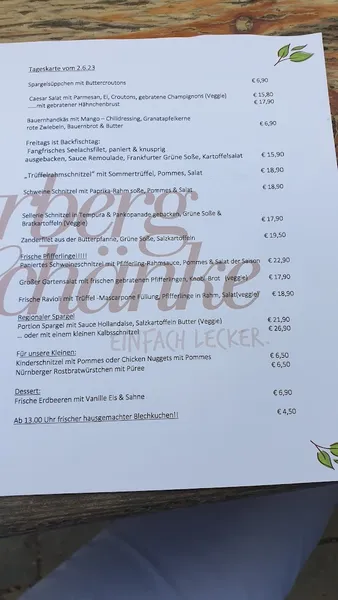 Tageskarte vom 2.6.23
Spargelsüppchen mit Buttercroutons € 6,90
Caesar Salat mit Parmesan, Ei, Croutons, gebratene Champignons (Veggie) € 15,80
.....mit gebratener Hähnchenbrust € 17,90
Bauernhandkäs mit Mango – Chilidressing, Granatapfelkerne
rote Zwiebeln, Bauernbrot & Butter € 6,90
Freitags ist Backfischtag:
Fangfrisches Seelachsfilet, paniert & knusprig
ausgebacken, Sauce Remoulade, Frankfurter Grüne Soße, Kartoffelsalat € 15,90
„Trüffelrahmschnitzel" mit Sommertrüffel, Pommes, Salat € 18,90
Schweine Schnitzel mit Paprika-Rahm soße, Pommes & Salat € 18,90
Sellerie Schnitzel in Tempura & Pankopanade gebacken, Grüne Soße &
Bratkartoffeln (Veggie) € 17,90
Zanderfilet aus der Butterpfanne, Grüne Soße, Salzkartoffeln € 19,50
Frische Pfifferlinge!!!!!
Paniertes Schweineschnitzel mit Pfifferling-Rahmsauce, Pommes & Salat der Saison € 22,90
Großer Gartensalat mit frischen gebratenen Pfifferlingen, Knobi- Brot (veggie) € 17,90
Frische Ravioli mit Trüffel -Mascarpone Füllung, Pfifferlinge in Rahm, Salat(veggie) € 18,90
Regionaler Spargel
Portion Spargel mit Sauce Hollandaise, Salzkartoffeln Butter (Veggie) € 21,90
... oder mit einem kleinen Kalbsschnitzel € 26,90
EINFACH LECKER.
Für unsere Kleinen:
Kinderschnitzel mit Pommes oder Chicken Nuggets mit Pommes € 6,50
Nürnberger Rostbratwürstchen mit Püree € 6,50
Dessert:
Frische Erdbeeren mit Vanille Eis & Sahne € 6,90
Ab 13.00 Uhr frischer hausgemachter Blechkuchen!! € 4,50